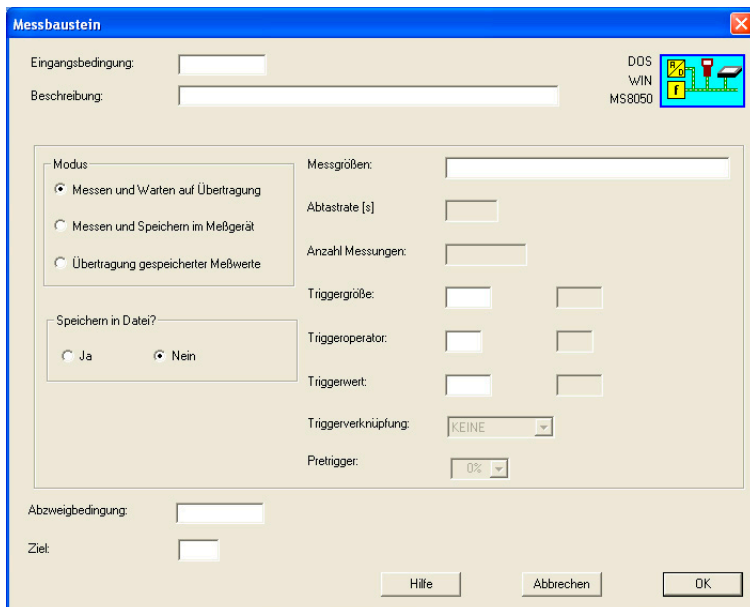 Messbaustein
Eingangsbedingung:
Beschreibung:
DOS
WIN
MS8050
A/D
f
Modus
Messen und Warten auf Übertragung
Messen und Speichern im Meßgerät
Übertragung gespeicherter Meßwerte
Speichern in Datei?
Ja Nein
Messgrößen:
Abtastrate [s]
Anzahl Messungen:
Triggergröße:
Triggeroperator:
Triggerwert:
Triggerverknüpfung: KEINE
Pretrigger: 0%
Abzweigbedingung:
Ziel:
Hilfe Abbrechen OK